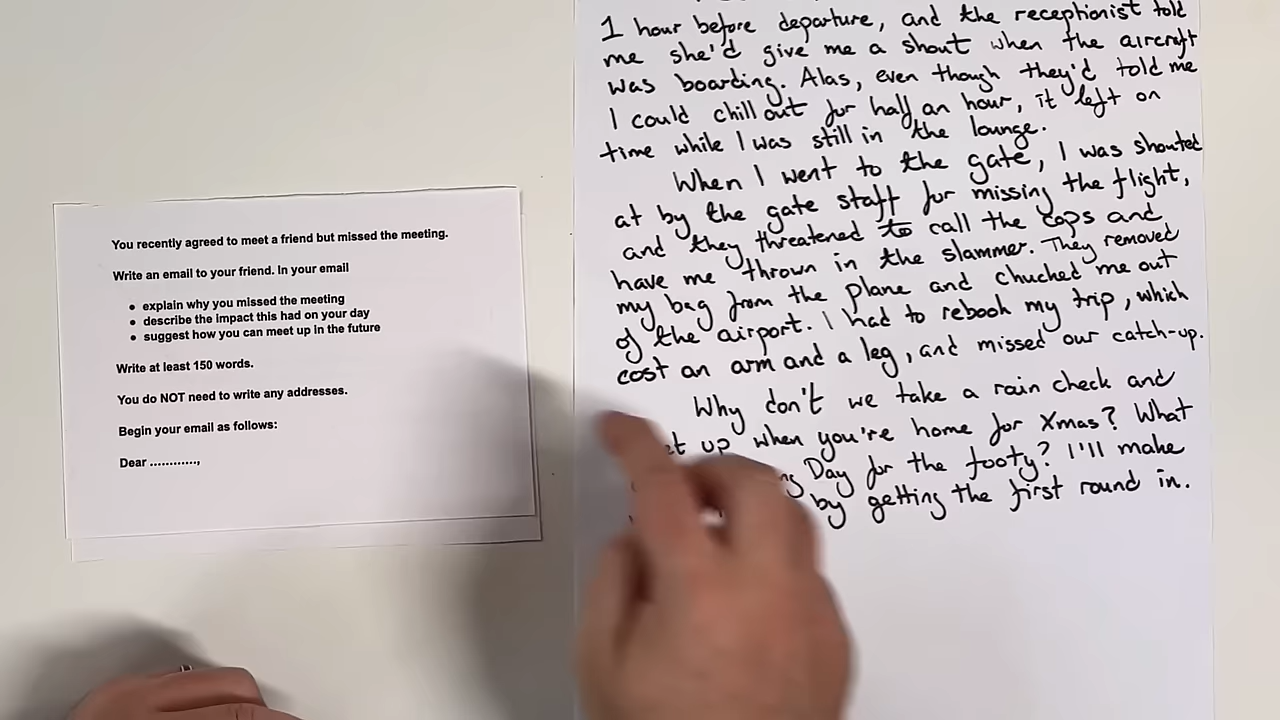 You recently agreed to meet a friend but missed the meeting.
Write an email to your friend. In your email
• explain why you missed the meeting
• describe the impact this had on your day
• suggest how you can meet up in the future
Write at least 150 words.
You do NOT need to write any addresses.
Begin your email as follows:
Dear ............,
1 hour before departure, and the receptionist told
me she'd give me a shout when the aircraft
was boarding. Alas, even though they'd told me
I could chill out for half an hour, it left on
time while I was still in the lounge.
When I went to the gate, I was shouted
at by the gate staff for missing the flight,
and they threatened to call the cops and
have me thrown in the slammer. They removed
my bag from the plane and chucked me out
of the airport. I had to rebook my trip, which
cost an arm and a leg, and missed our catch-up.
Why don't we take a rain check and
up when you're home for Xmas? What
Day for the footy? I'll make
by getting the first round in.